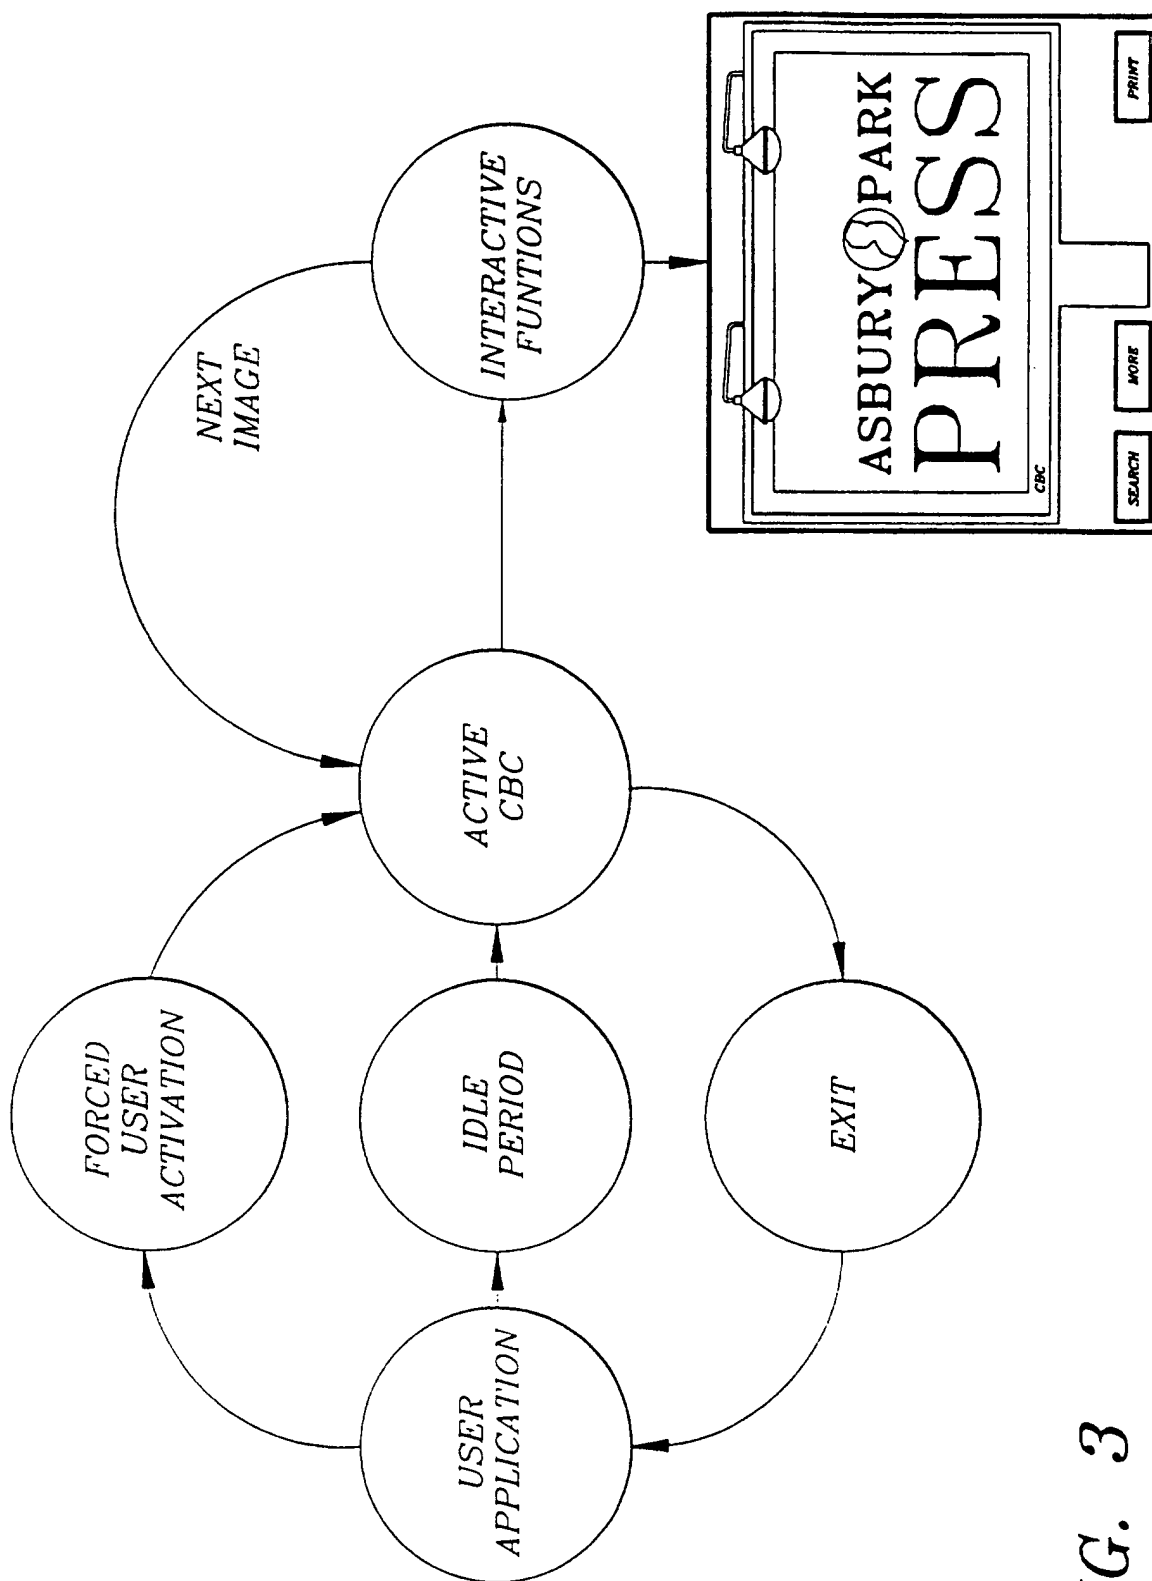 FORCED
USER
ACTIVATION
NEXT
IMAGE
USER
APPLICATION
IDLE
PERIOD
ACTIVE
CBC
INTERACTIVE
FUNTIONS
EXIT
ASBURY PARK
PRESS
CBC
SEARCH
MORE
PRINT
G. 3